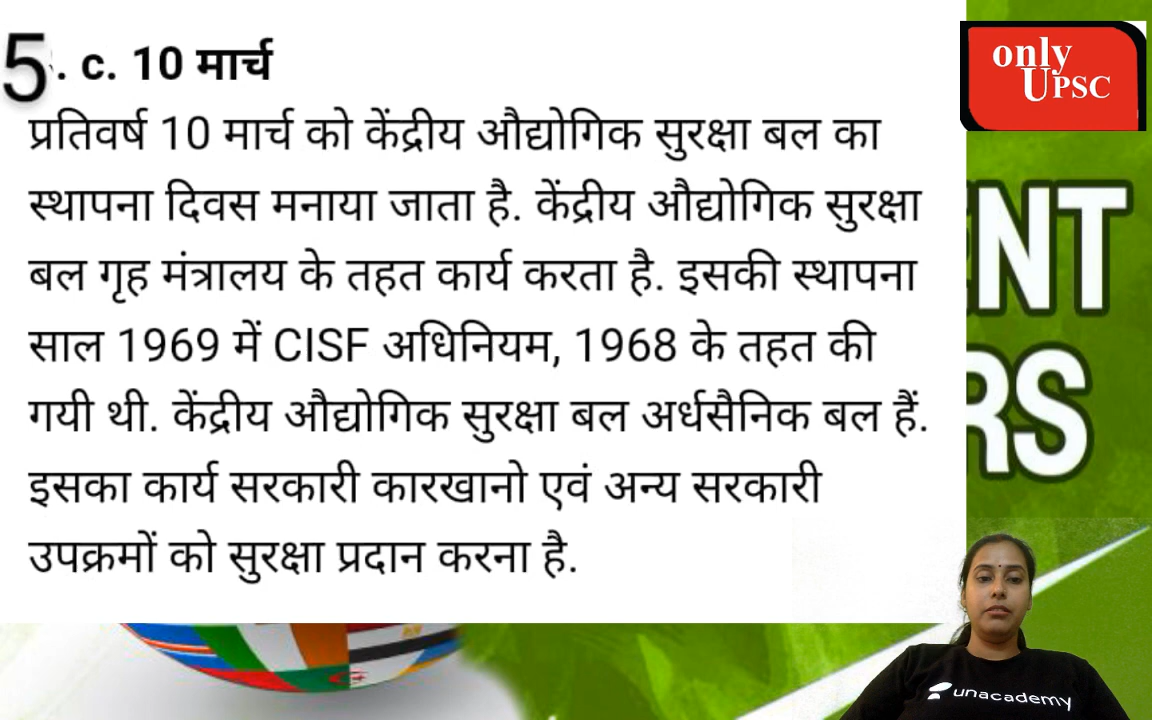 5. c. 10 मार्च
प्रतिवर्ष 10 मार्च को केंद्रीय औद्योगिक सुरक्षा बल का
स्थापना दिवस मनाया जाता है. केंद्रीय औद्योगिक सुरक्षा
बल गृह मंत्रालय के तहत कार्य करता है. इसकी स्थापना
साल 1969 में CISF अधिनियम, 1968 के तहत की
गयी थी. केंद्रीय औद्योगिक सुरक्षा बल अर्धसैनिक बल हैं.
इसका कार्य सरकारी कारखानो एवं अन्य सरकारी
उपक्रमों को सुरक्षा प्रदान करना है.
only
UPSC
NT
RS
unacademy